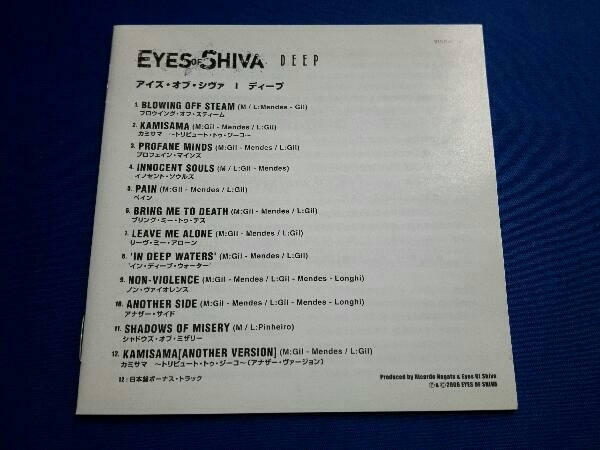 EYES OF SHIVA DEEP
アイズ・オブ・シヴァ | ディープ
1. BLOWING OFF STEAM (M / L:Mendes - Gil)
ブロウイング・オフ・スティーム
2. KAMISAMA (M:Gil - Mendes / L:Gil)
カミサマ ~トリビュート・トゥ・ジーコ~
3. PROFANE MINDS (M:Gil - Mendes / L:Gil)
プロフェイン・マインズ
4. INNOCENT SOULS (M / L:Gil - Mendes)
イノセント・ソウルズ
5. PAIN (M:Gil - Mendes / L:Gil)
ペイン
6. BRING ME TO DEATH (M:Gil - Mendes / L:Gil)
ブリング・ミー・トゥ・デス
7. LEAVE ME ALONE (M:Gil - Mendes / L:Gil)
リーヴ・ミー・アローン
8. 'IN DEEP WATERS' (M:Gil - Mendes / L:Gil)
"イン・ディープ・ウォーター"
9. NON-VIOLENCE (M:Gil - Mendes / L:Gil - Mendes - Longhi)
ノン・ヴァイオレンス
10. ANOTHER SIDE (M:Gil - Mendes / L:Gil - Mendes - Longhi)
アナザー・サイド
11. SHADOWS OF MISERY (M / L:Pinheiro)
シャドウズ・オブ・ミザリー
12. KAMISAMA[ANOTHER VERSION] (M:Gil - Mendes / L:Gil)
カミサマ ~トリビュート・トゥ・ジーコ~(アナザー・ヴァージョン)
12:日本盤ボーナス・トラック
Produced by Ricardo Nagata & Eyes Of Shiva
Ⓟ&©2006 EYES OF SHIVA